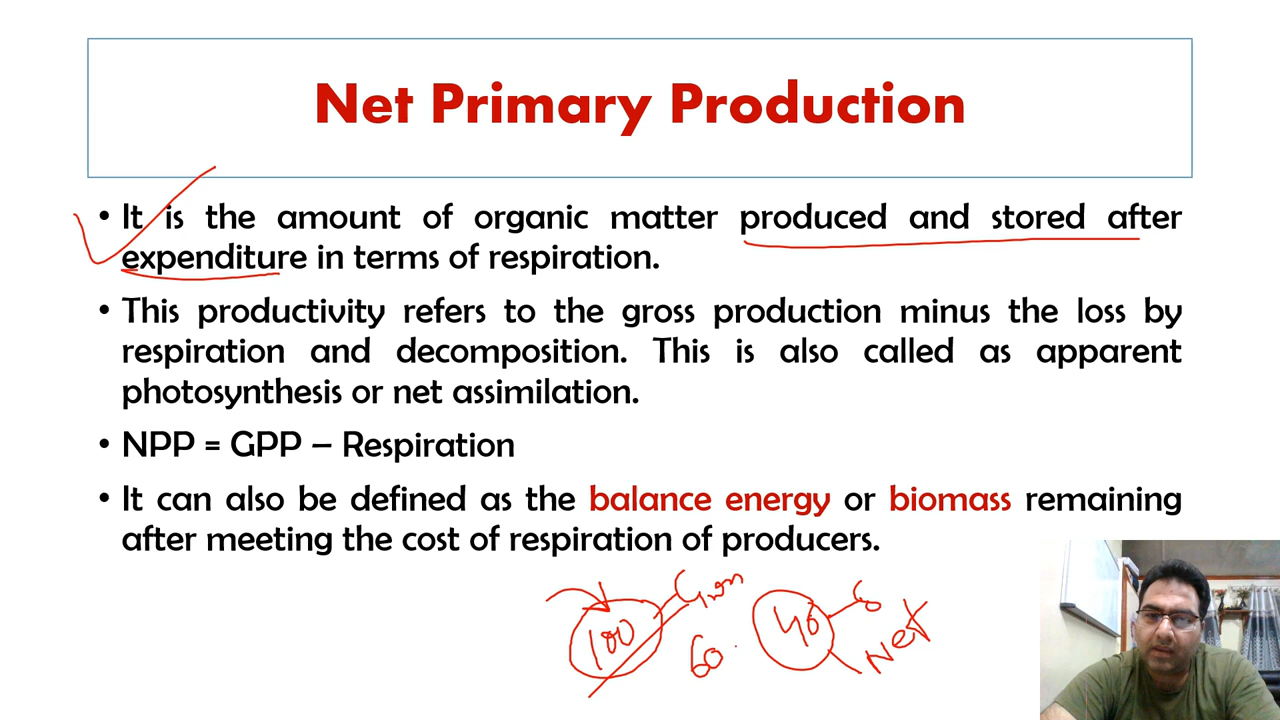 Net Primary Production
• It is the amount of organic matter produced and stored after
expenditure in terms of respiration.
• This productivity refers to the gross production minus the loss by
respiration and decomposition. This is also called as apparent
photosynthesis or net assimilation.
• NPP = GPP – Respiration
• It can also be defined as the balance energy or biomass remaining
after meeting the cost of respiration of producers.
100
60
40
Net